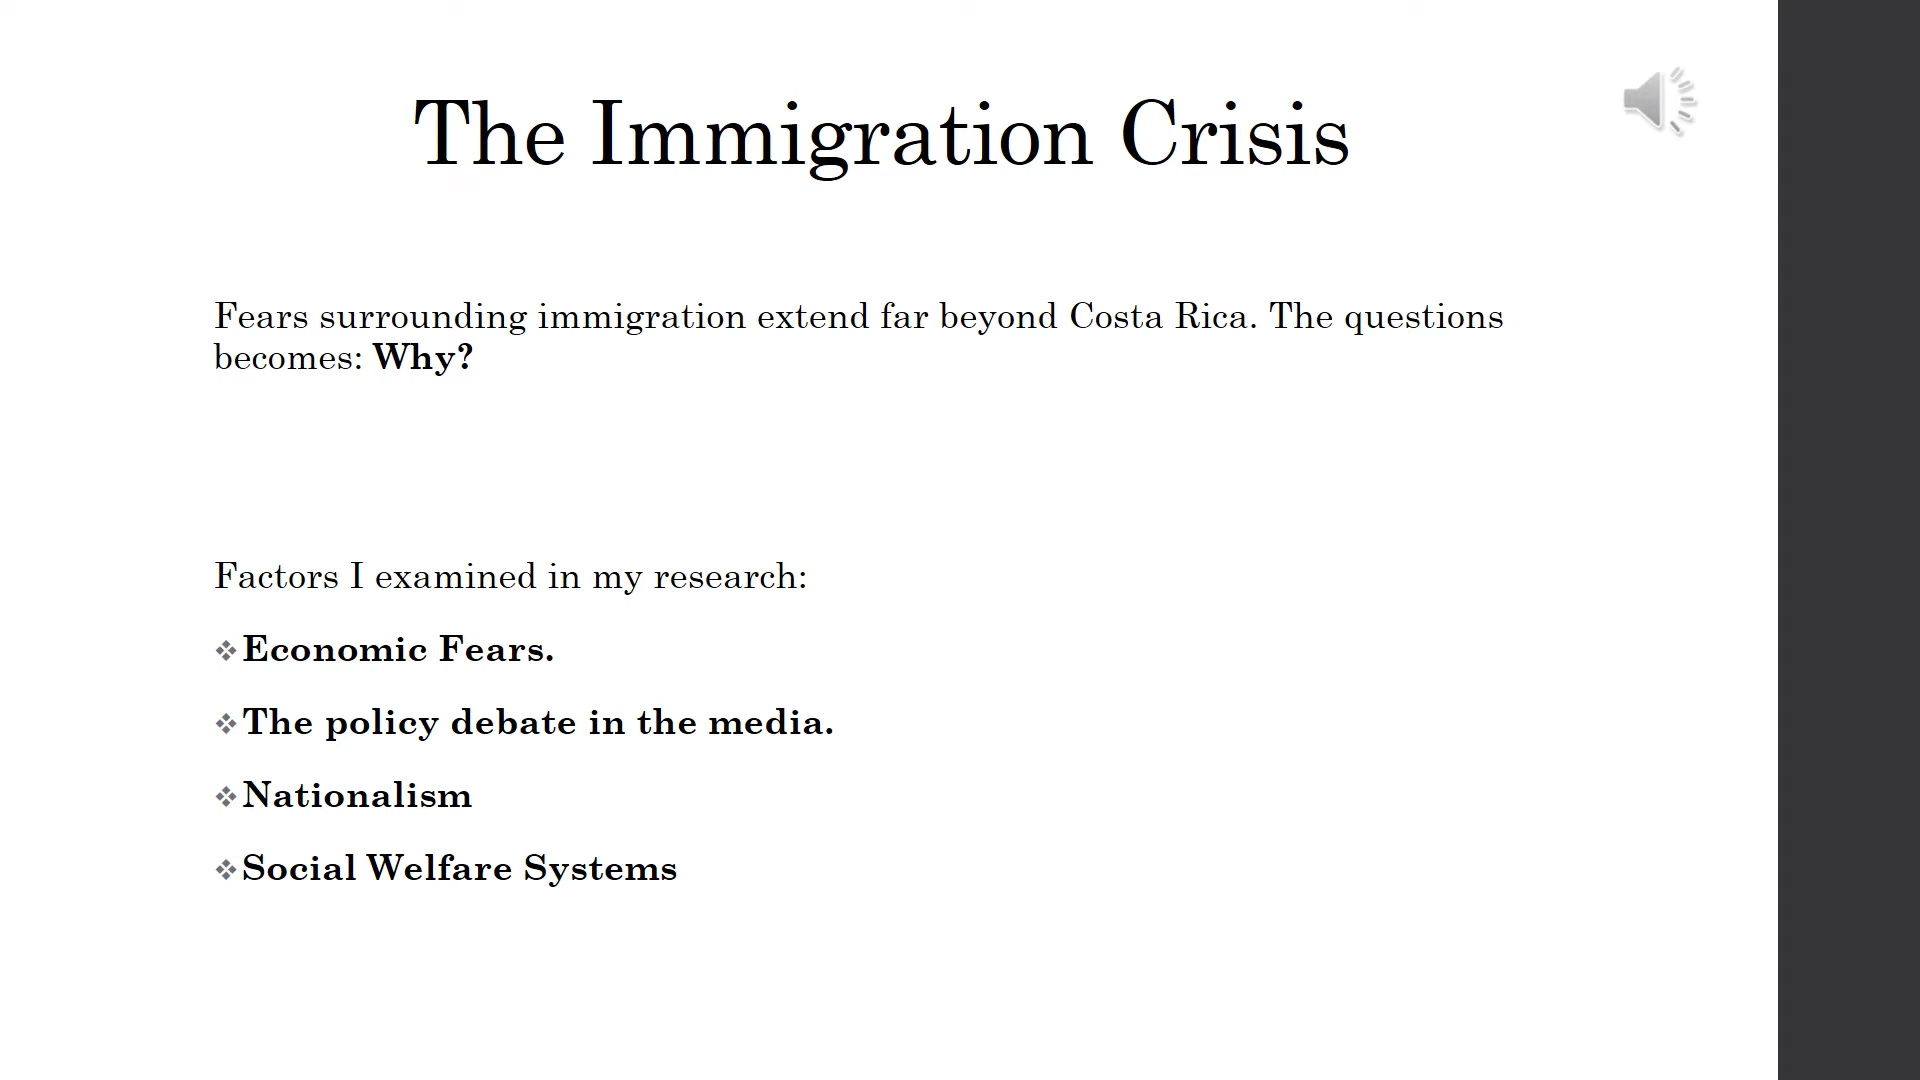 The Immigration Crisis
Fears surrounding immigration extend far beyond Costa Rica. The questions
becomes: Why?
Factors I examined in my research:
❖Economic Fears.
❖The policy debate in the media.
❖Nationalism
❖Social Welfare Systems